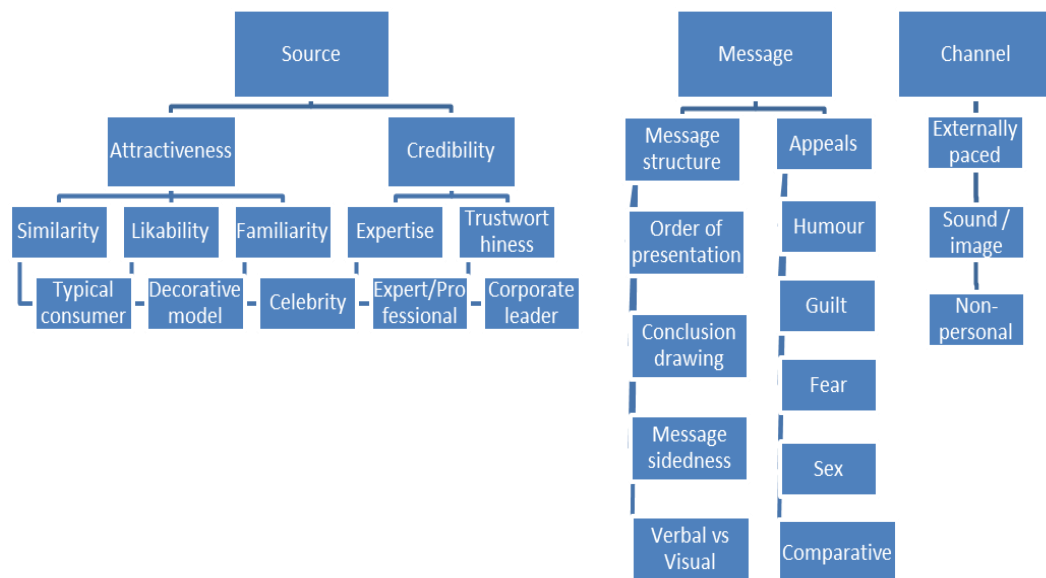 Source
Attractiveness
Credibility
Similarity
Likability
Familiarity
Expertise
Trustwort
hiness
Typical
consumer
Decorative
model
Celebrity
Expert/Pro
fessional
Corporate
leader
Message
Message
structure
Order of
presentation
Conclusion
drawing
Message
sidedness
Verbal vs
Visual
Appeals
Humour
Guilt
Fear
Sex
Comparative
Channel
Externally
paced
Sound /
image
Non-
personal